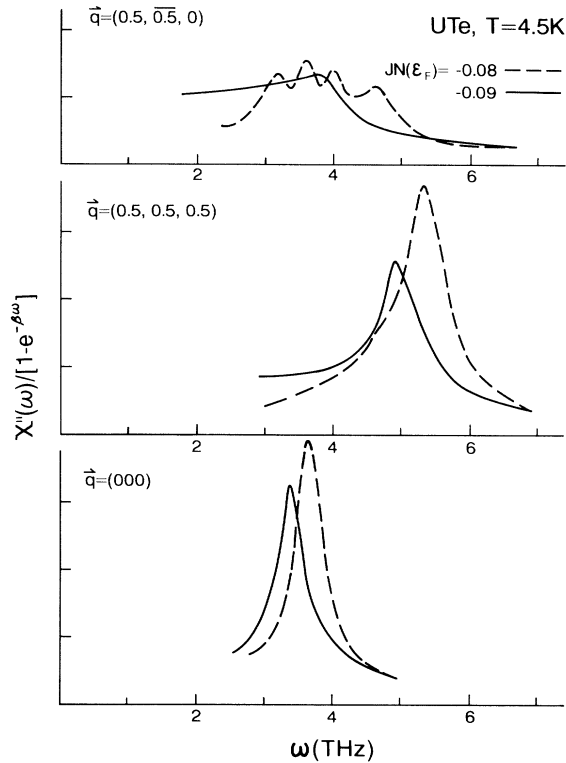 q⃗=(0.5, 0.5̅, 0)
UTe, T=4.5K
JN(ε_F)= -0.08
-0.09
2 4 6
q⃗=(0.5, 0.5, 0.5)
χ"(ω)/[1-e^-βω]
2 4 6
q⃗=(000)
2 4 6
ω(THz)